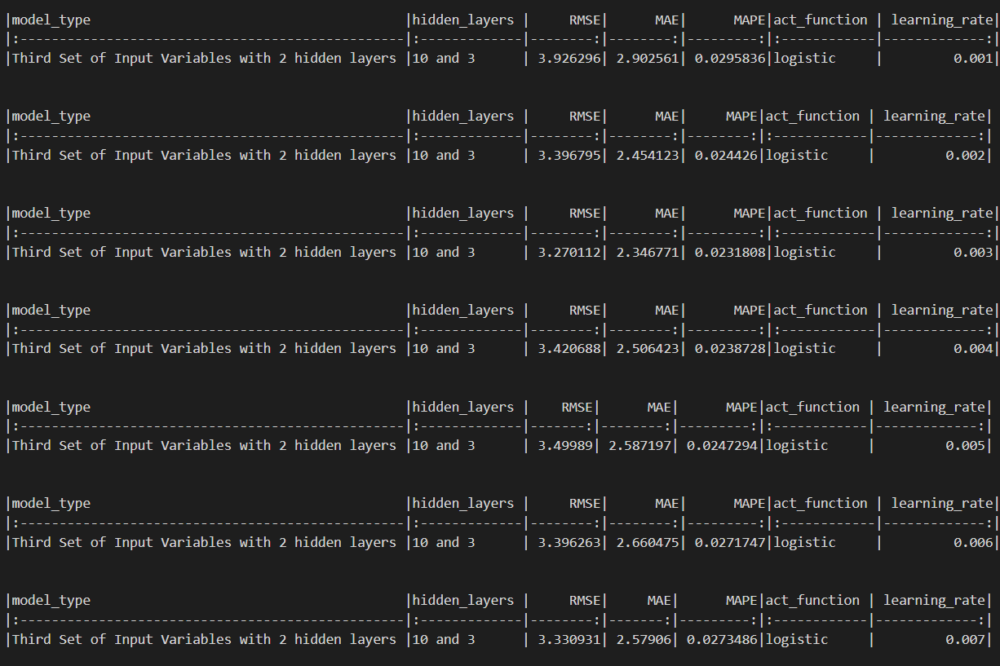 |model_type                                        |hidden_layers |     RMSE|      MAE|      MAPE|act_function | learning_rate|
|:-------------------------------------------------|:-------------|--------:|--------:|---------:|:------------|-------------:|
|Third Set of Input Variables with 2 hidden layers |10 and 3      | 3.926296| 2.902561| 0.0295836|logistic     |         0.001|
|model_type                                        |hidden_layers |     RMSE|      MAE|     MAPE|act_function | learning_rate|
|:-------------------------------------------------|:-------------|--------:|--------:|--------:|:------------|-------------:|
|Third Set of Input Variables with 2 hidden layers |10 and 3      | 3.396795| 2.454123| 0.024426|logistic     |         0.002|
|model_type                                        |hidden_layers |     RMSE|      MAE|      MAPE|act_function | learning_rate|
|:-------------------------------------------------|:-------------|--------:|--------:|---------:|:------------|-------------:|
|Third Set of Input Variables with 2 hidden layers |10 and 3      | 3.270112| 2.346771| 0.0231808|logistic     |         0.003|
|model_type                                        |hidden_layers |     RMSE|      MAE|      MAPE|act_function | learning_rate|
|:-------------------------------------------------|:-------------|--------:|--------:|---------:|:------------|-------------:|
|Third Set of Input Variables with 2 hidden layers |10 and 3      | 3.420688| 2.506423| 0.0238728|logistic     |         0.004|
|model_type                                        |hidden_layers |    RMSE|      MAE|      MAPE|act_function | learning_rate|
|:-------------------------------------------------|:-------------|-------:|--------:|---------:|:------------|-------------:|
|Third Set of Input Variables with 2 hidden layers |10 and 3      | 3.49989| 2.587197| 0.0247294|logistic     |         0.005|
|model_type                                        |hidden_layers |     RMSE|      MAE|      MAPE|act_function | learning_rate|
|:-------------------------------------------------|:-------------|--------:|--------:|---------:|:------------|-------------:|
|Third Set of Input Variables with 2 hidden layers |10 and 3      | 3.396263| 2.660475| 0.0271747|logistic     |         0.006|
|model_type                                        |hidden_layers |     RMSE|     MAE|      MAPE|act_function | learning_rate|
|:-------------------------------------------------|:-------------|--------:|-------:|---------:|:------------|-------------:|
|Third Set of Input Variables with 2 hidden layers |10 and 3      | 3.330931| 2.57906| 0.0273486|logistic     |         0.007|